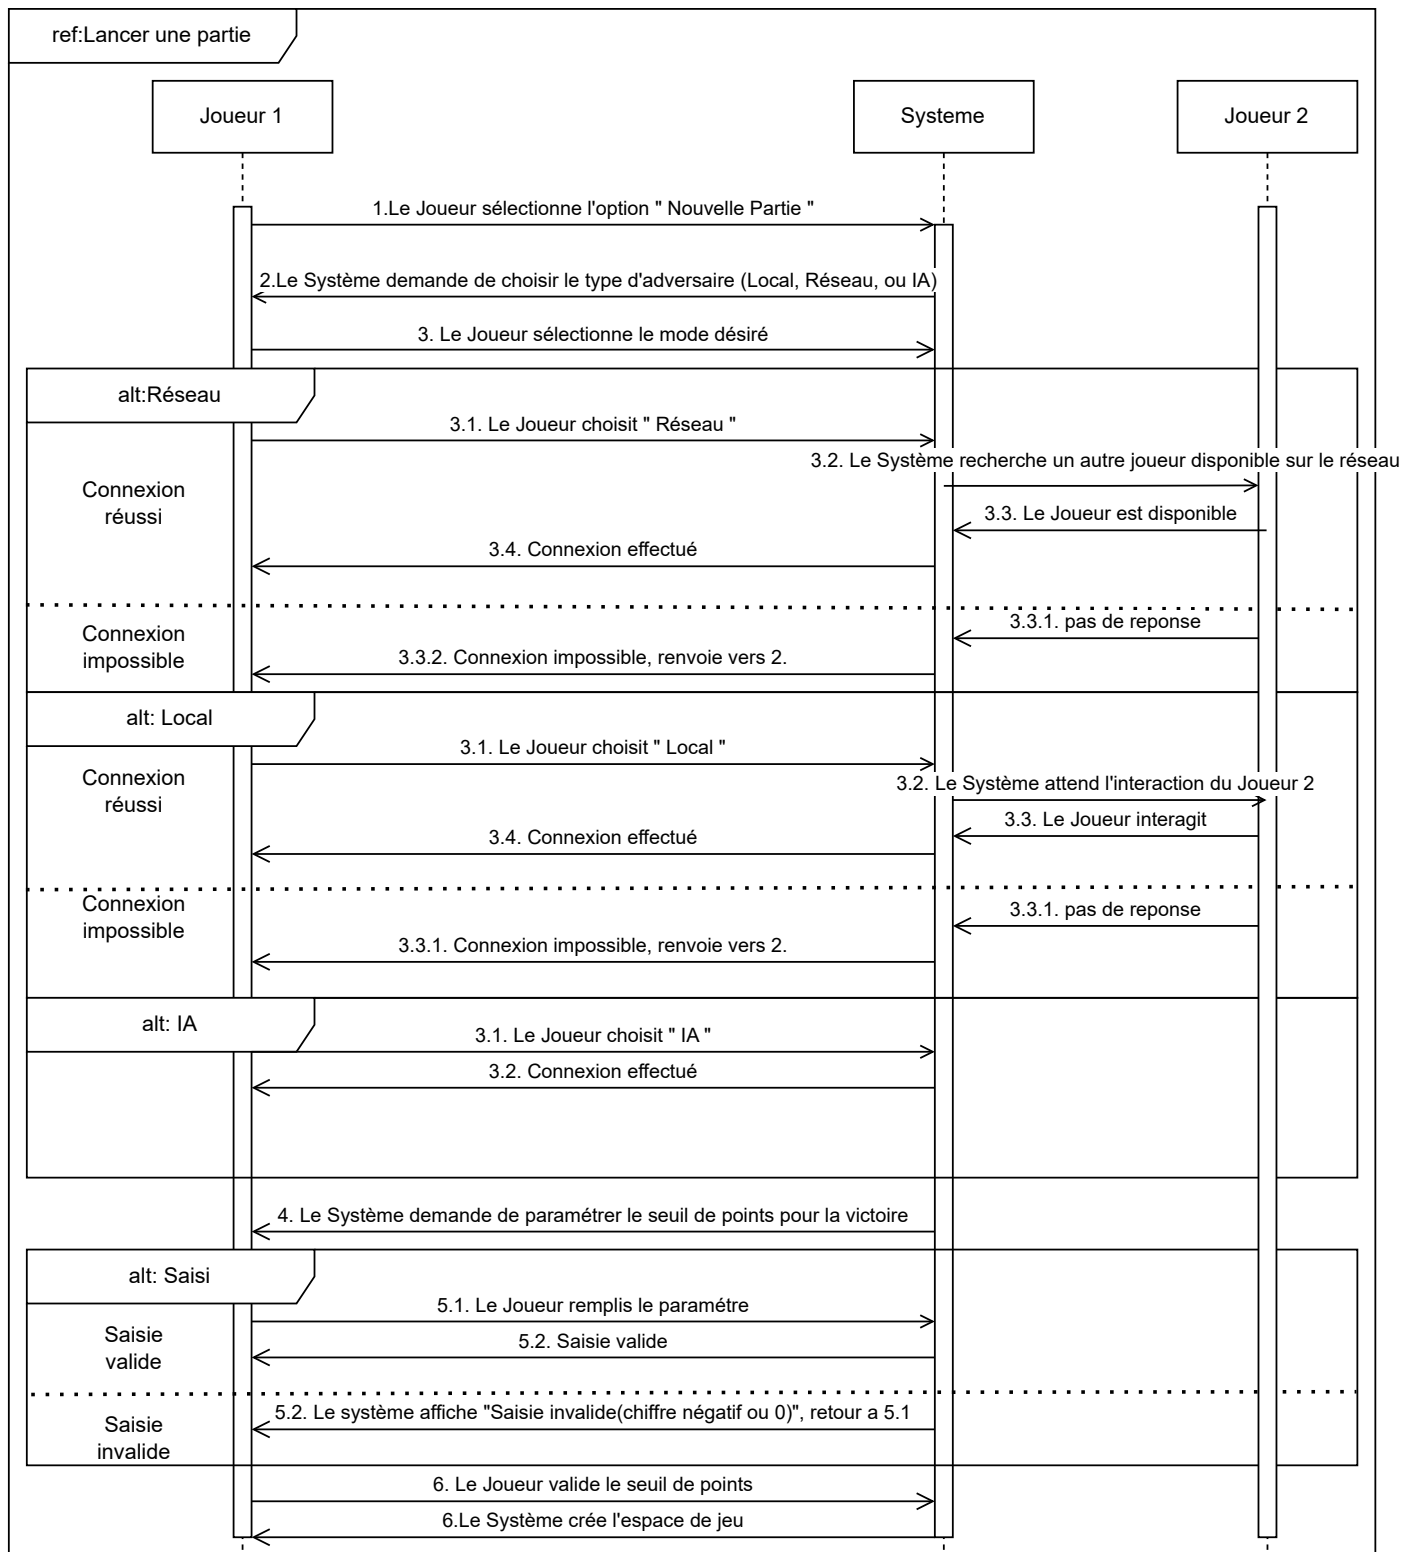 ref:Lancer une partie
Joueur 1
Systeme
Joueur 2
1.Le Joueur sélectionne l'option " Nouvelle Partie "
2.Le Système demande de choisir le type d'adversaire (Local, Réseau, ou IA)
3. Le Joueur sélectionne le mode désiré
alt:Réseau
3.1. Le Joueur choisit " Réseau "
3.2. Le Système recherche un autre joueur disponible sur le réseau
Connexion
réussi
3.3. Le Joueur est disponible
3.4. Connexion effectué
Connexion
impossible
3.3.1. pas de reponse
3.3.2. Connexion impossible, renvoie vers 2.
alt: Local
3.1. Le Joueur choisit " Local "
Connexion
réussi
3.2. Le Système attend l'interaction du Joueur 2
3.3. Le Joueur interagit
3.4. Connexion effectué
Connexion
impossible
3.3.1. pas de reponse
3.3.1. Connexion impossible, renvoie vers 2.
alt: IA
3.1. Le Joueur choisit " IA "
3.2. Connexion effectué
4. Le Système demande de paramétrer le seuil de points pour la victoire
alt: Saisi
5.1. Le Joueur remplis le paramétre
Saisie
valide
5.2. Saisie valide
5.2. Le système affiche "Saisie invalide(chiffre négatif ou 0)", retour a 5.1
Saisie
invalide
6. Le Joueur valide le seuil de points
6.Le Système crée l'espace de jeu